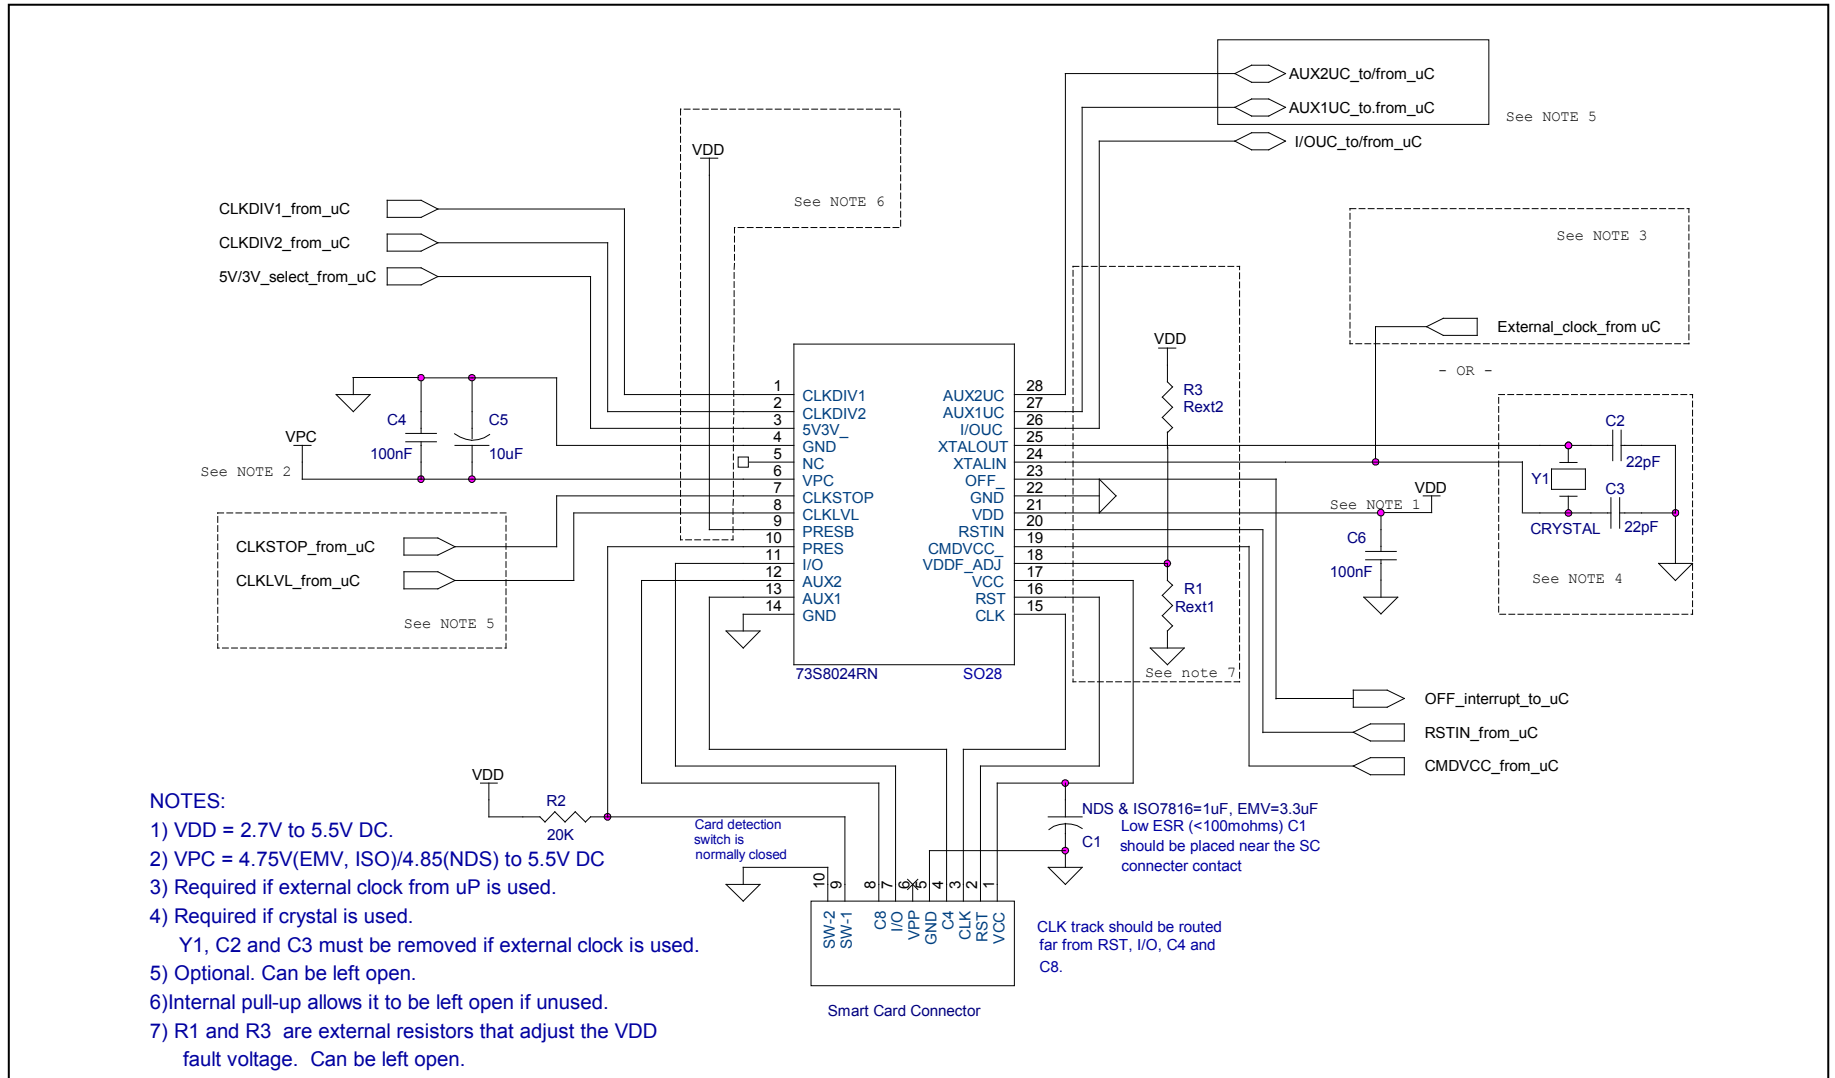 AUX2UC_to/from_uC
AUX1UC_to.from_uC
See NOTE 5
I/OUC_to/from_uC
VDD
See NOTE 6
CLKDIV1_from_uC
CLKDIV2_from_uC
5V/3V_select_from_uC
See NOTE 3
External_clock_from uC
- OR -
VDD
R3
Rext2
1
CLKDIV1
2
CLKDIV2
3
5V3V_
4
GND
5
NC
6
VPC
7
CLKSTOP
8
CLKLVL
9
PRESB
10
PRES
11
I/O
12
AUX2
13
AUX1
14
GND
28
AUX2UC
27
AUX1UC
26
I/OUC
25
XTALOUT
24
XTALIN
23
OFF_
22
GND
21
VDD
20
RSTIN
19
CMDVCC_
18
VDDF_ADJ
17
VCC
16
RST
15
CLK
73S8024RN
SO28
C4
100nF
C5
10uF
VPC
See NOTE 2
CLKSTOP_from_uC
CLKLVL_from_uC
See NOTE 5
C2
22pF
Y1
C3
22pF
CRYSTAL
See NOTE 4
See NOTE 1
VDD
C6
100nF
R1
Rext1
See note 7
OFF_interrupt_to_uC
RSTIN_from_uC
CMDVCC_from_uC
VDD
R2
20K
Card detection
switch is
normally closed
NDS & ISO7816=1uF, EMV=3.3uF
Low ESR (<100mohms) C1
should be placed near the SC
connecter contact
C1
10
9
8
7
6
5
4
3
2
1
SW-2
SW-1
C8
I/O
VPP
GND
C4
CLK
RST
VCC
Smart Card Connector
CLK track should be routed
far from RST, I/O, C4 and
C8.
NOTES:
1) VDD = 2.7V to 5.5V DC.
2) VPC = 4.75V(EMV, ISO)/4.85(NDS) to 5.5V DC
3) Required if external clock from uP is used.
4) Required if crystal is used.
Y1, C2 and C3 must be removed if external clock is used.
5) Optional. Can be left open.
6)Internal pull-up allows it to be left open if unused.
7) R1 and R3 are external resistors that adjust the VDD
fault voltage. Can be left open.